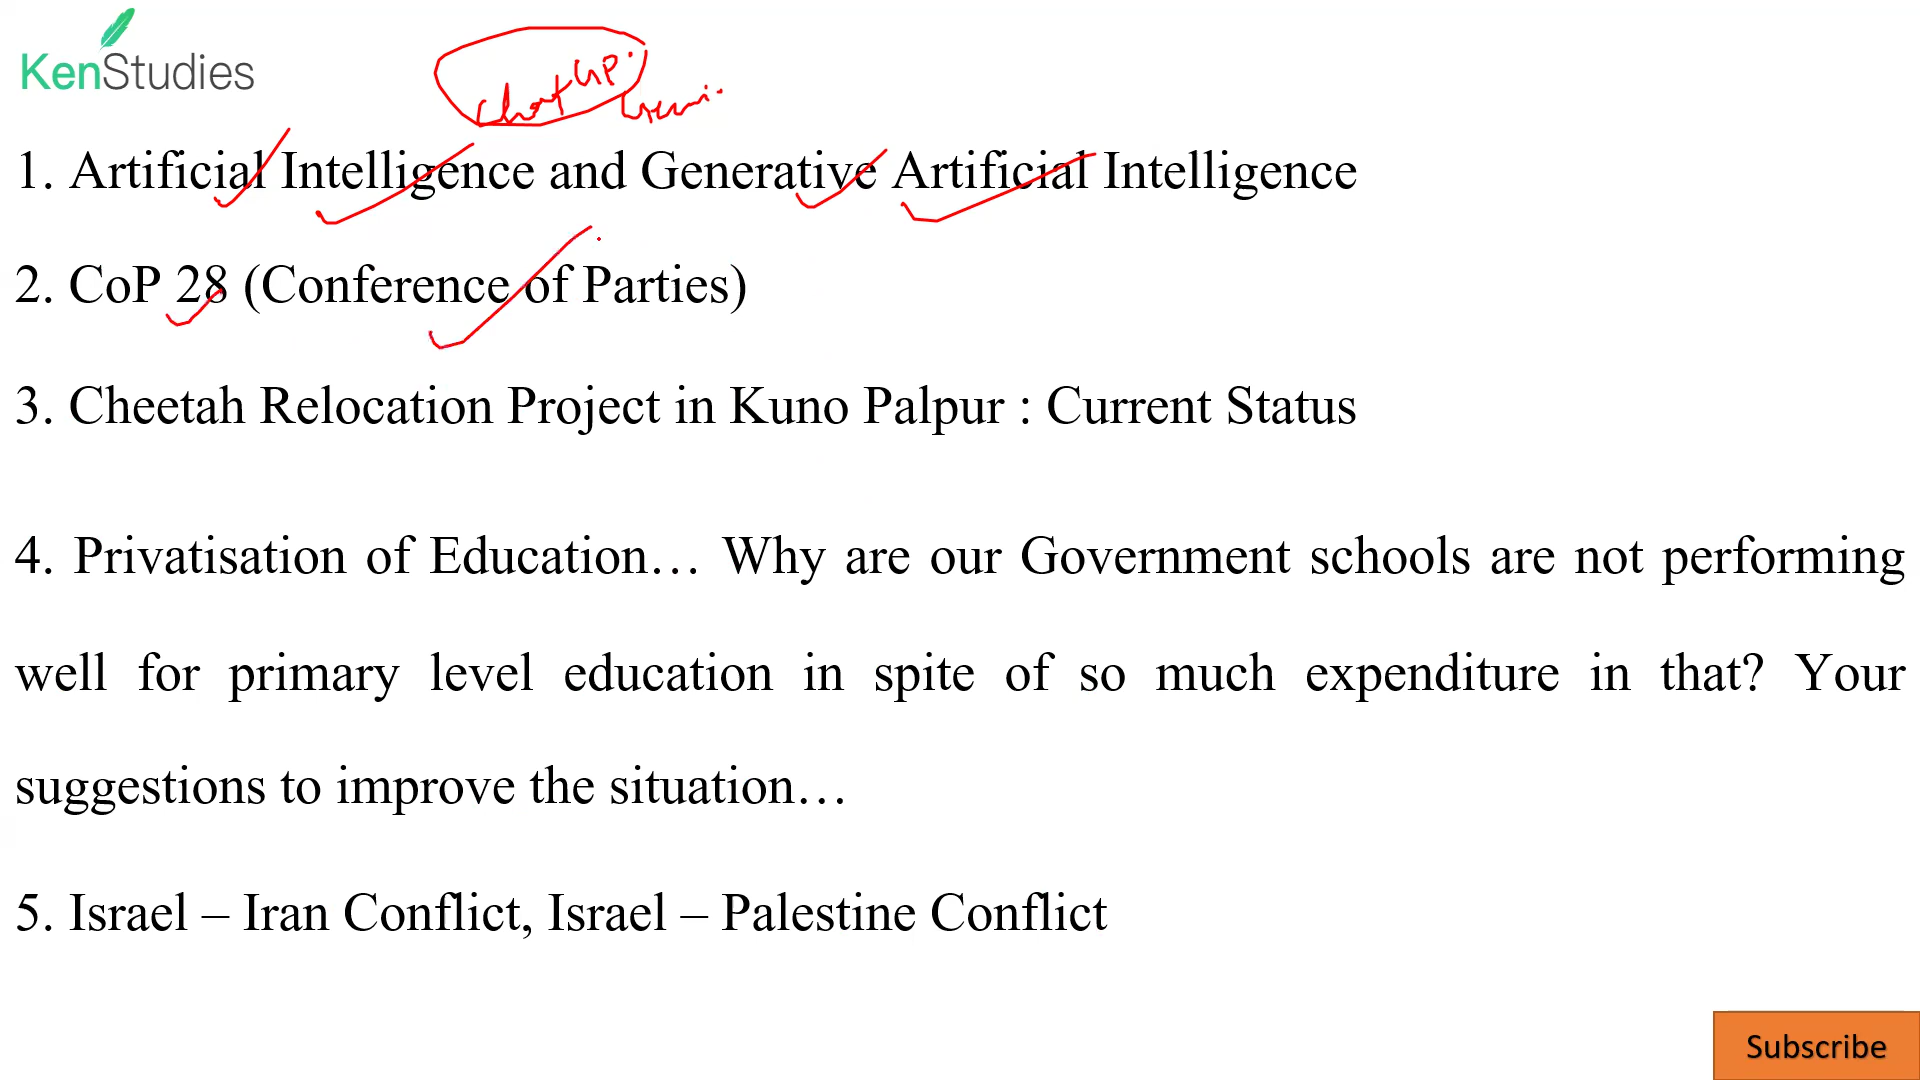 KenStudies
ChatGP
Gemi
1. Artificial Intelligence and Generative Artificial Intelligence
2. CoP 28 (Conference of Parties)
3. Cheetah Relocation Project in Kuno Palpur : Current Status
4. Privatisation of Education… Why are our Government schools are not performing
well for primary level education in spite of so much expenditure in that? Your
suggestions to improve the situation…
5. Israel – Iran Conflict, Israel – Palestine Conflict
Subscribe